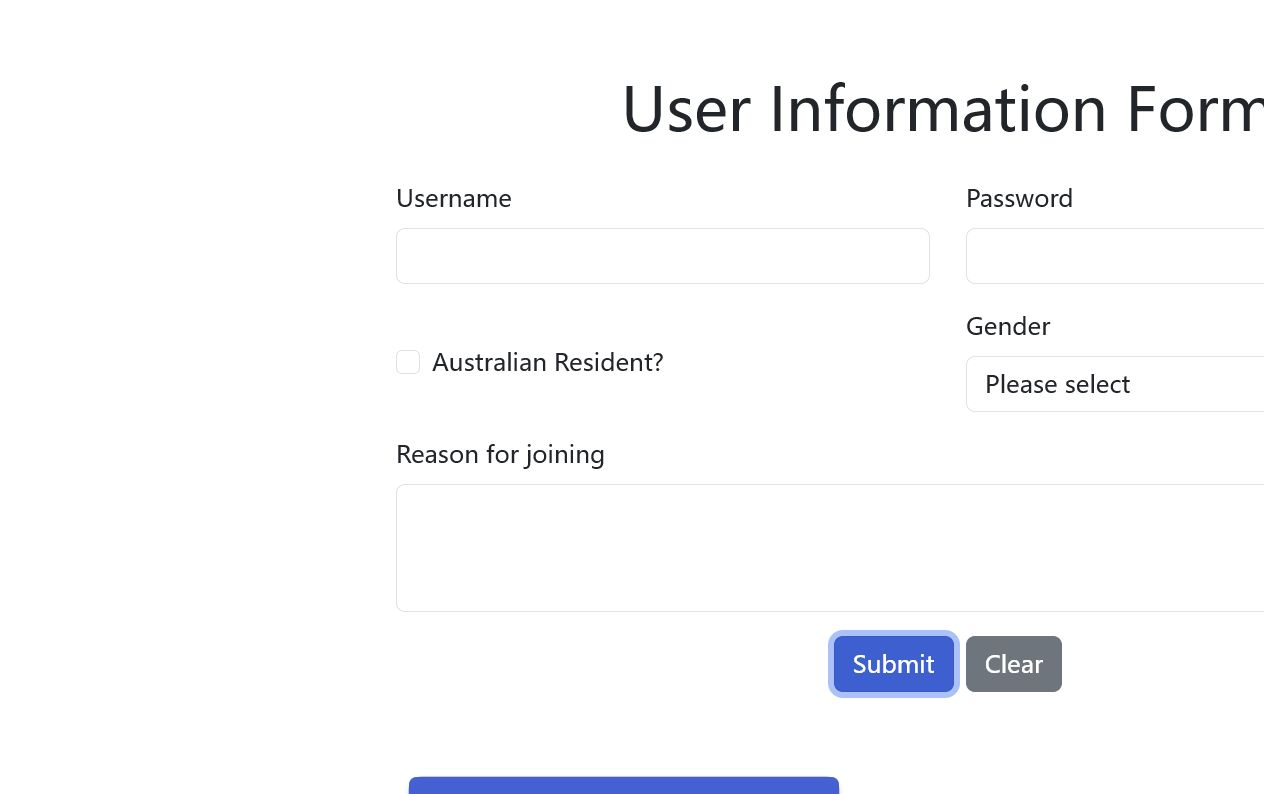 User Information Form
Username
Password
Gender
Australian Resident?
Please select
Reason for joining
Submit
Clear